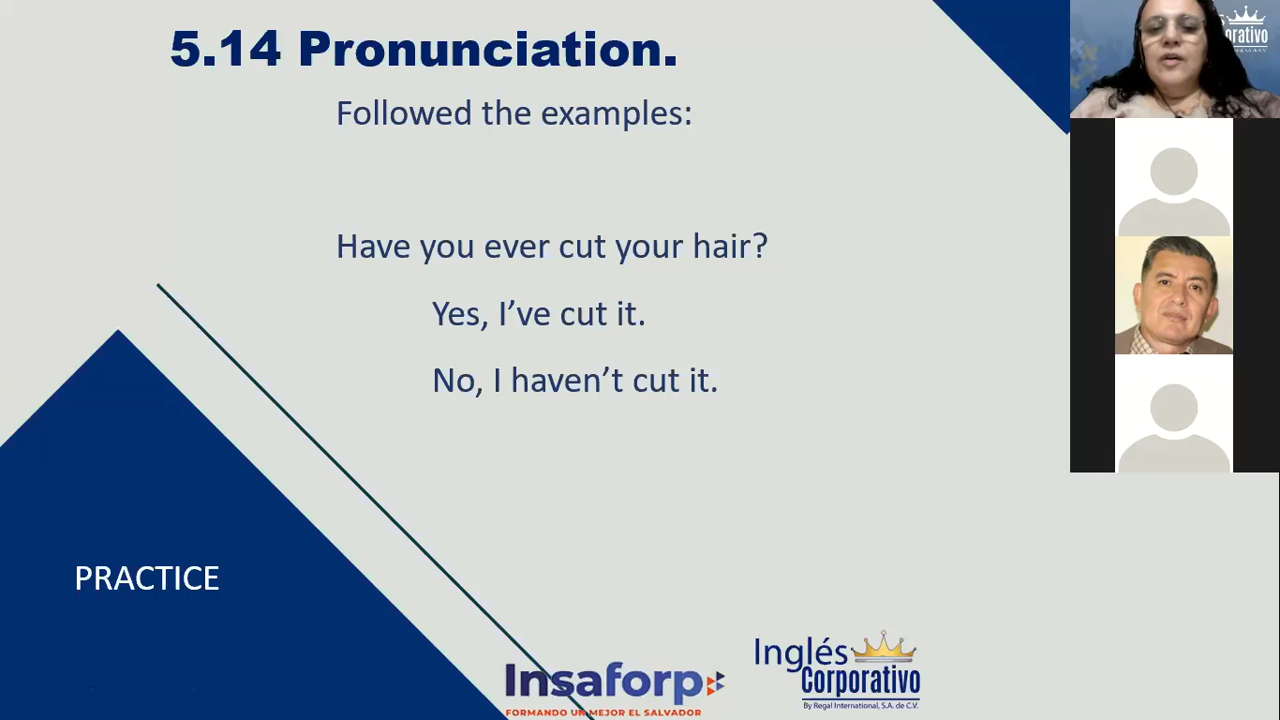 5.14 Pronunciation.
Followed the examples:
Have you ever cut your hair?
Yes, I've cut it.
No, I haven't cut it.
PRACTICE
Insaforp
FORMANDO UN MEJOR EL SALVADOR
Inglés
Corporativo
By Regal International, S.A. de C.V.